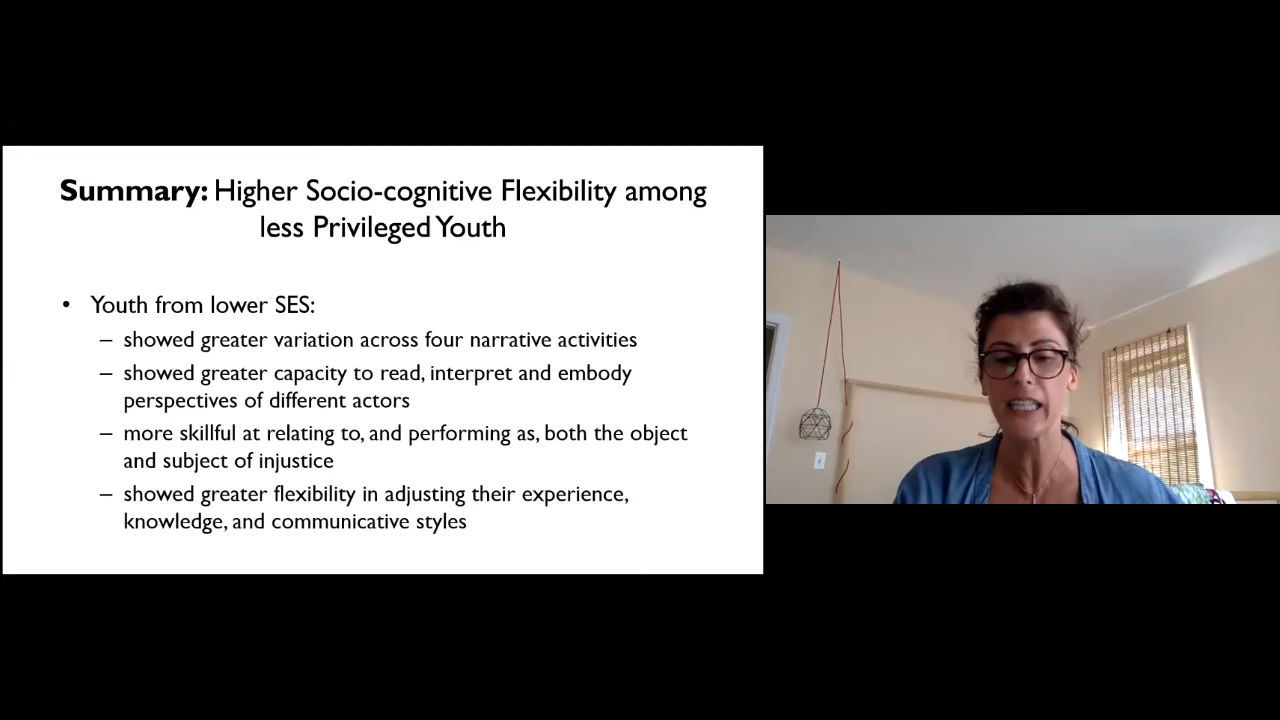 Summary: Higher Socio-cognitive Flexibility among
less Privileged Youth
• Youth from lower SES:
– showed greater variation across four narrative activities
– showed greater capacity to read, interpret and embody
perspectives of different actors
– more skillful at relating to, and performing as, both the object
and subject of injustice
– showed greater flexibility in adjusting their experience,
knowledge, and communicative styles